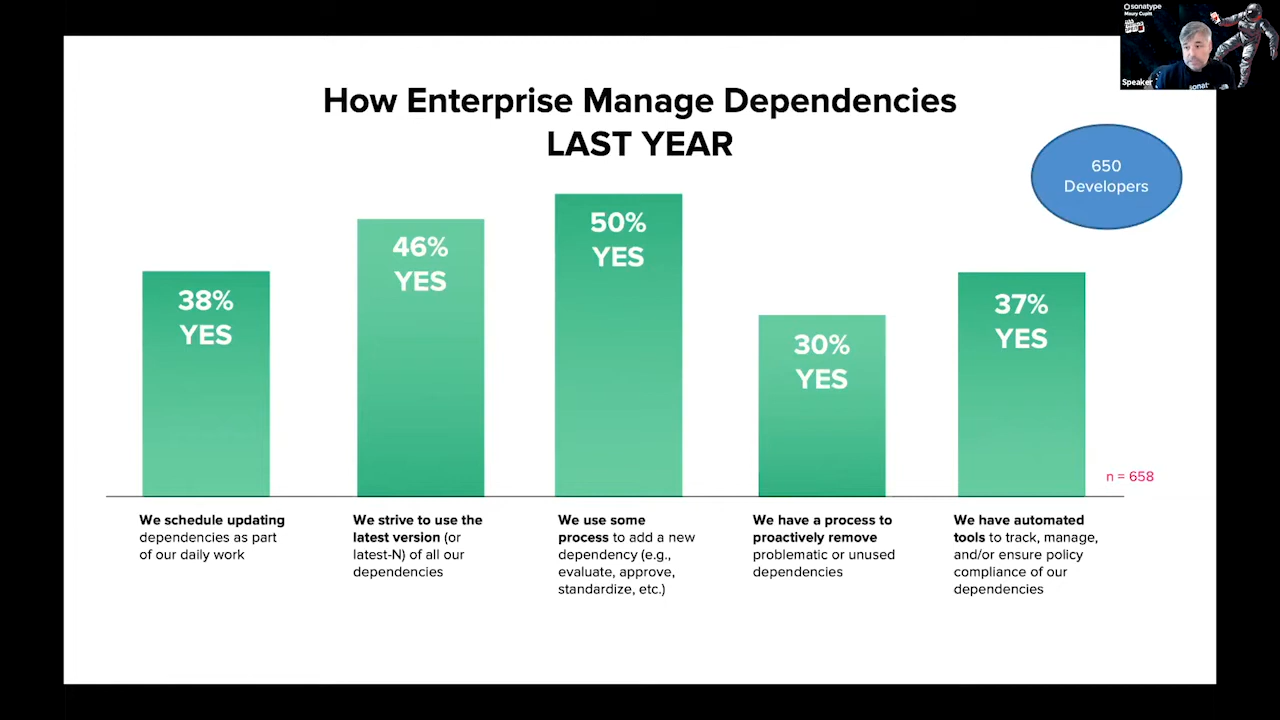 How Enterprise Manage Dependencies
LAST YEAR
sonatype
Maury Cupitt
Speaker
sonat
650
Developers
38%
YES
46%
YES
50%
YES
30%
YES
37%
YES
n = 658
We schedule updating
dependencies as part
of our daily work
We strive to use the
latest version (or
latest-N) of all our
dependencies
We use some
process to add a new
dependency (e.g.,
evaluate, approve,
standardize, etc.)
We have a process to
proactively remove
problematic or unused
dependencies
We have automated
tools to track, manage,
and/or ensure policy
compliance of our
dependencies